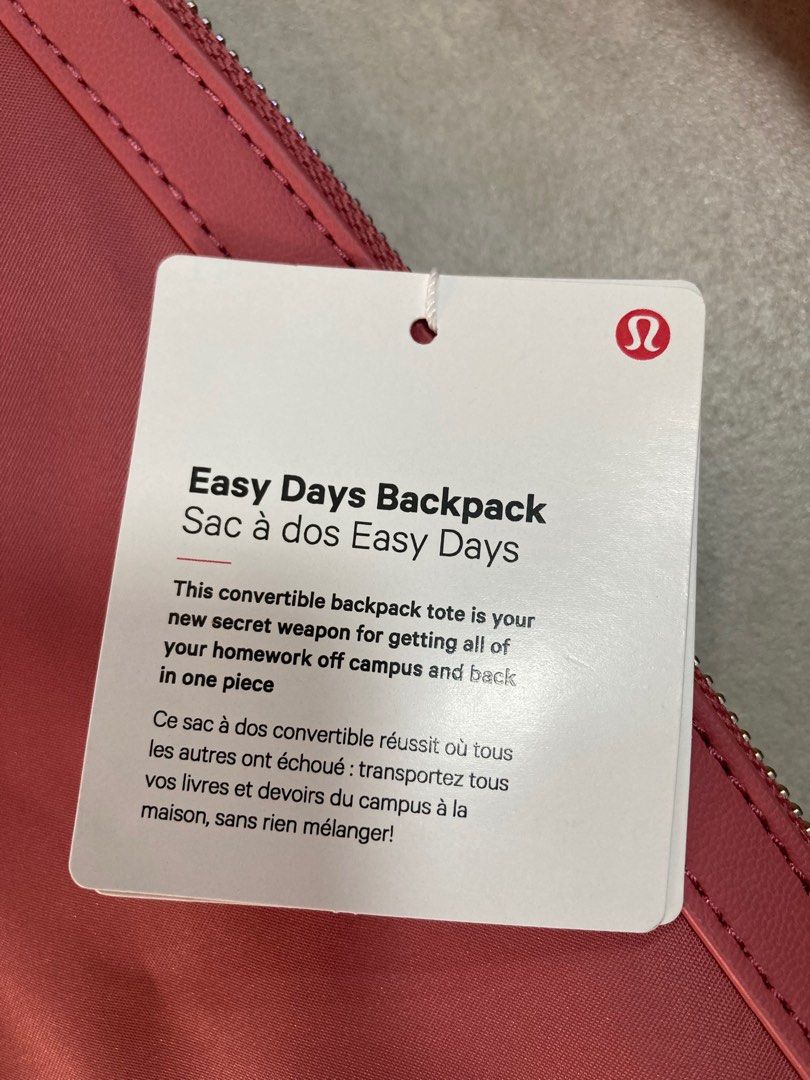 Easy Days Backpack
Sac à dos Easy Days
This convertible backpack tote is your
new secret weapon for getting all of
your homework off campus and back
in one piece
Ce sac à dos convertible réussit où tous
les autres ont échoué : transportez tous
vos livres et devoirs du campus à la
maison, sans rien mélanger!